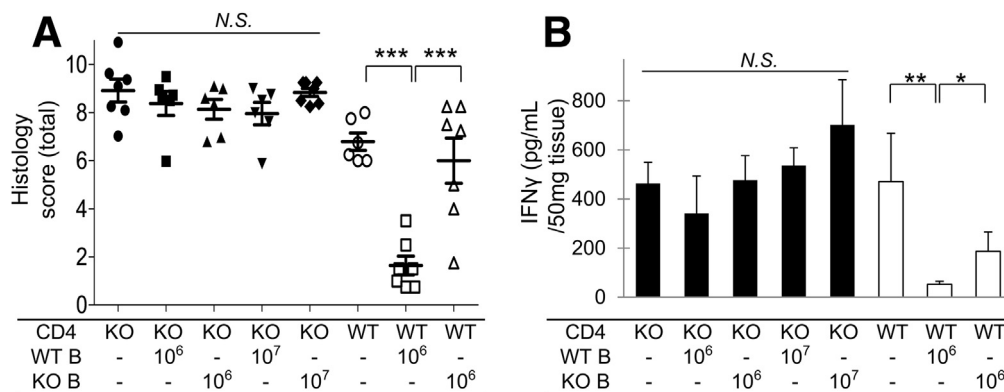 A
N.S.
*** ***
Histology
score (total)
10
8
6
4
2
0
CD4 KO KO KO KO KO WT WT WT
WT B - 10⁶ - 10⁷ - - 10⁶ -
KO B - - 10⁶ - 10⁷ - - 10⁶
B
N.S.
** *
IFNγ (pg/mL
/50mg tissue)
800
600
400
200
0
CD4 KO KO KO KO KO WT WT WT
WT B - 10⁶ - 10⁷ - - 10⁶ -
KO B - - 10⁶ - 10⁷ - - 10⁶